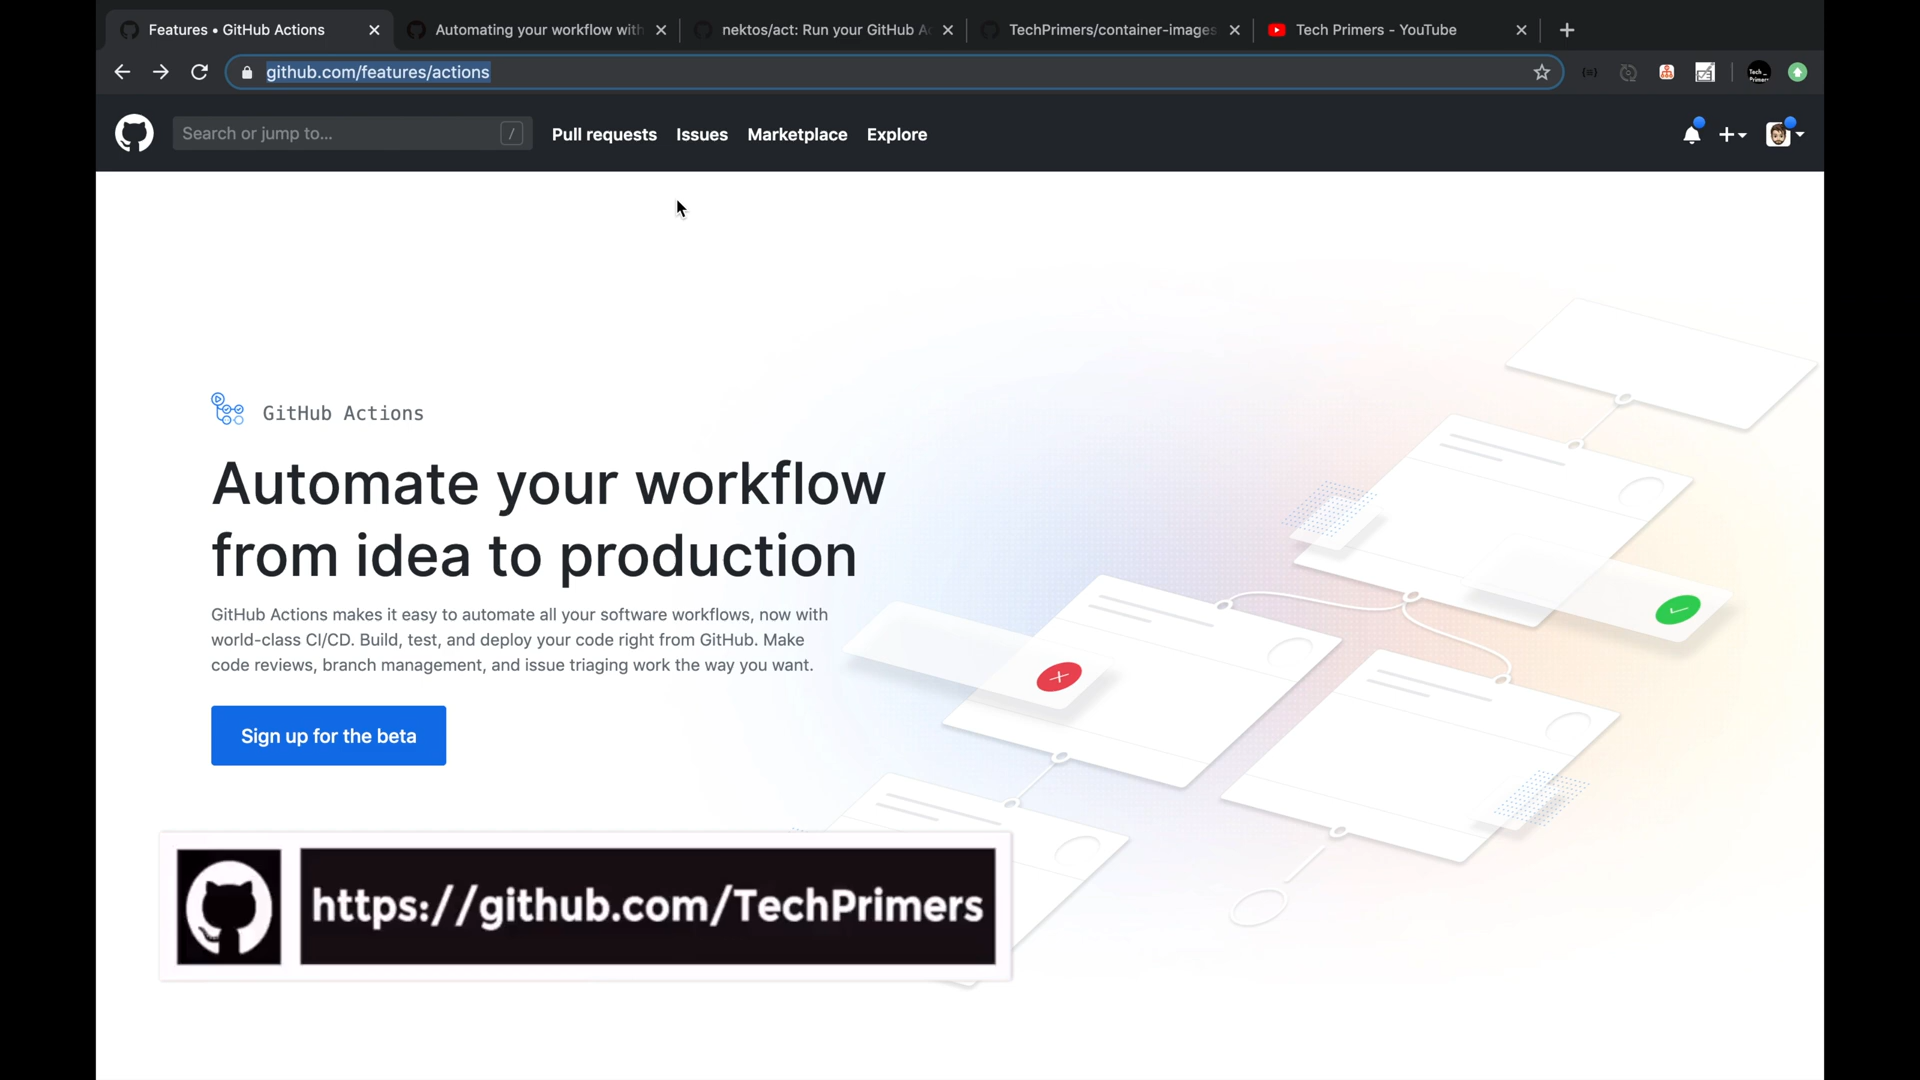 Features • GitHub Actions
Automating your workflow with
nektos/act: Run your GitHub A
TechPrimers/container-images
Tech Primers - YouTube
github.com/features/actions
Search or jump to...
/
Pull requests
Issues
Marketplace
Explore
GitHub Actions
Automate your workflow
from idea to production
GitHub Actions makes it easy to automate all your software workflows, now with
world-class CI/CD. Build, test, and deploy your code right from GitHub. Make
code reviews, branch management, and issue triaging work the way you want.
Sign up for the beta
https://github.com/TechPrimers